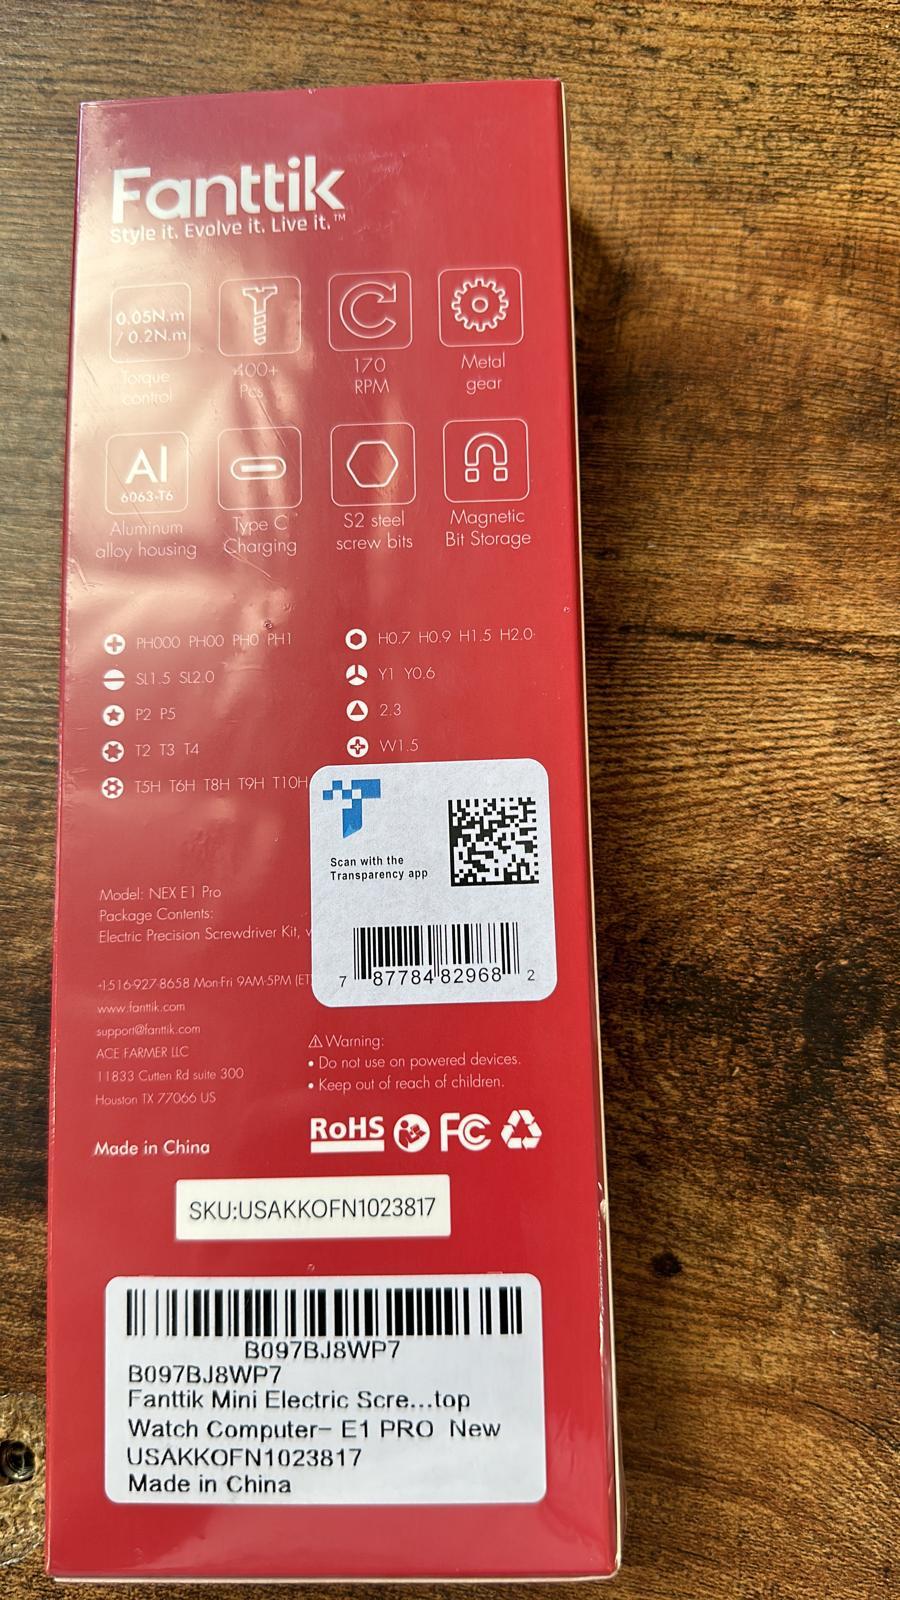 Fanttik
Style it. Evolve it. Live it.™
0.05N.m
/ 0.2N.m
Torque
control
400+
Pcs
170
RPM
Metal
gear
Al
6063-T6
Aluminum
alloy housing
Type C
Charging
S2 steel
screw bits
Magnetic
Bit Storage
PH000 PH00 PH0 PH1
SL1.5 SL2.0
P2 P5
T2 T3 T4
T5H T6H T8H T9H T10H
H0.7 H0.9 H1.5 H2.0
Y1 Y0.6
2.3
W1.5
Scan with the
Transparency app
7 87784 82968 2
Model: NEX E1 Pro
Package Contents:
Electric Precision Screwdriver Kit,
+1-516-927-8658 Mon-Fri 9AM-5PM (ET)
www.fanttik.com
support@fanttik.com
ACE FARMER LLC
11833 Cutten Rd suite 300
Houston TX 77066 US
Made in China
Warning:
• Do not use on powered devices.
• Keep out of reach of children.
RoHS FC
SKU:USAKKOFN1023817
B097BJ8WP7
B097BJ8WP7
Fanttik Mini Electric Scre...top
Watch Computer- E1 PRO New
USAKKOFN1023817
Made in China